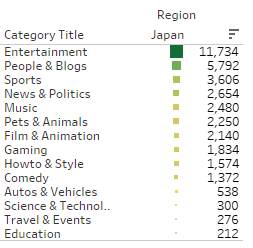 Region
Category Title Japan
Entertainment 11,734
People & Blogs 5,792
Sports 3,606
News & Politics 2,654
Music 2,480
Pets & Animals 2,250
Film & Animation 2,140
Gaming 1,834
Howto & Style 1,574
Comedy 1,372
Autos & Vehicles 538
Science & Technol.. 300
Travel & Events 276
Education 212